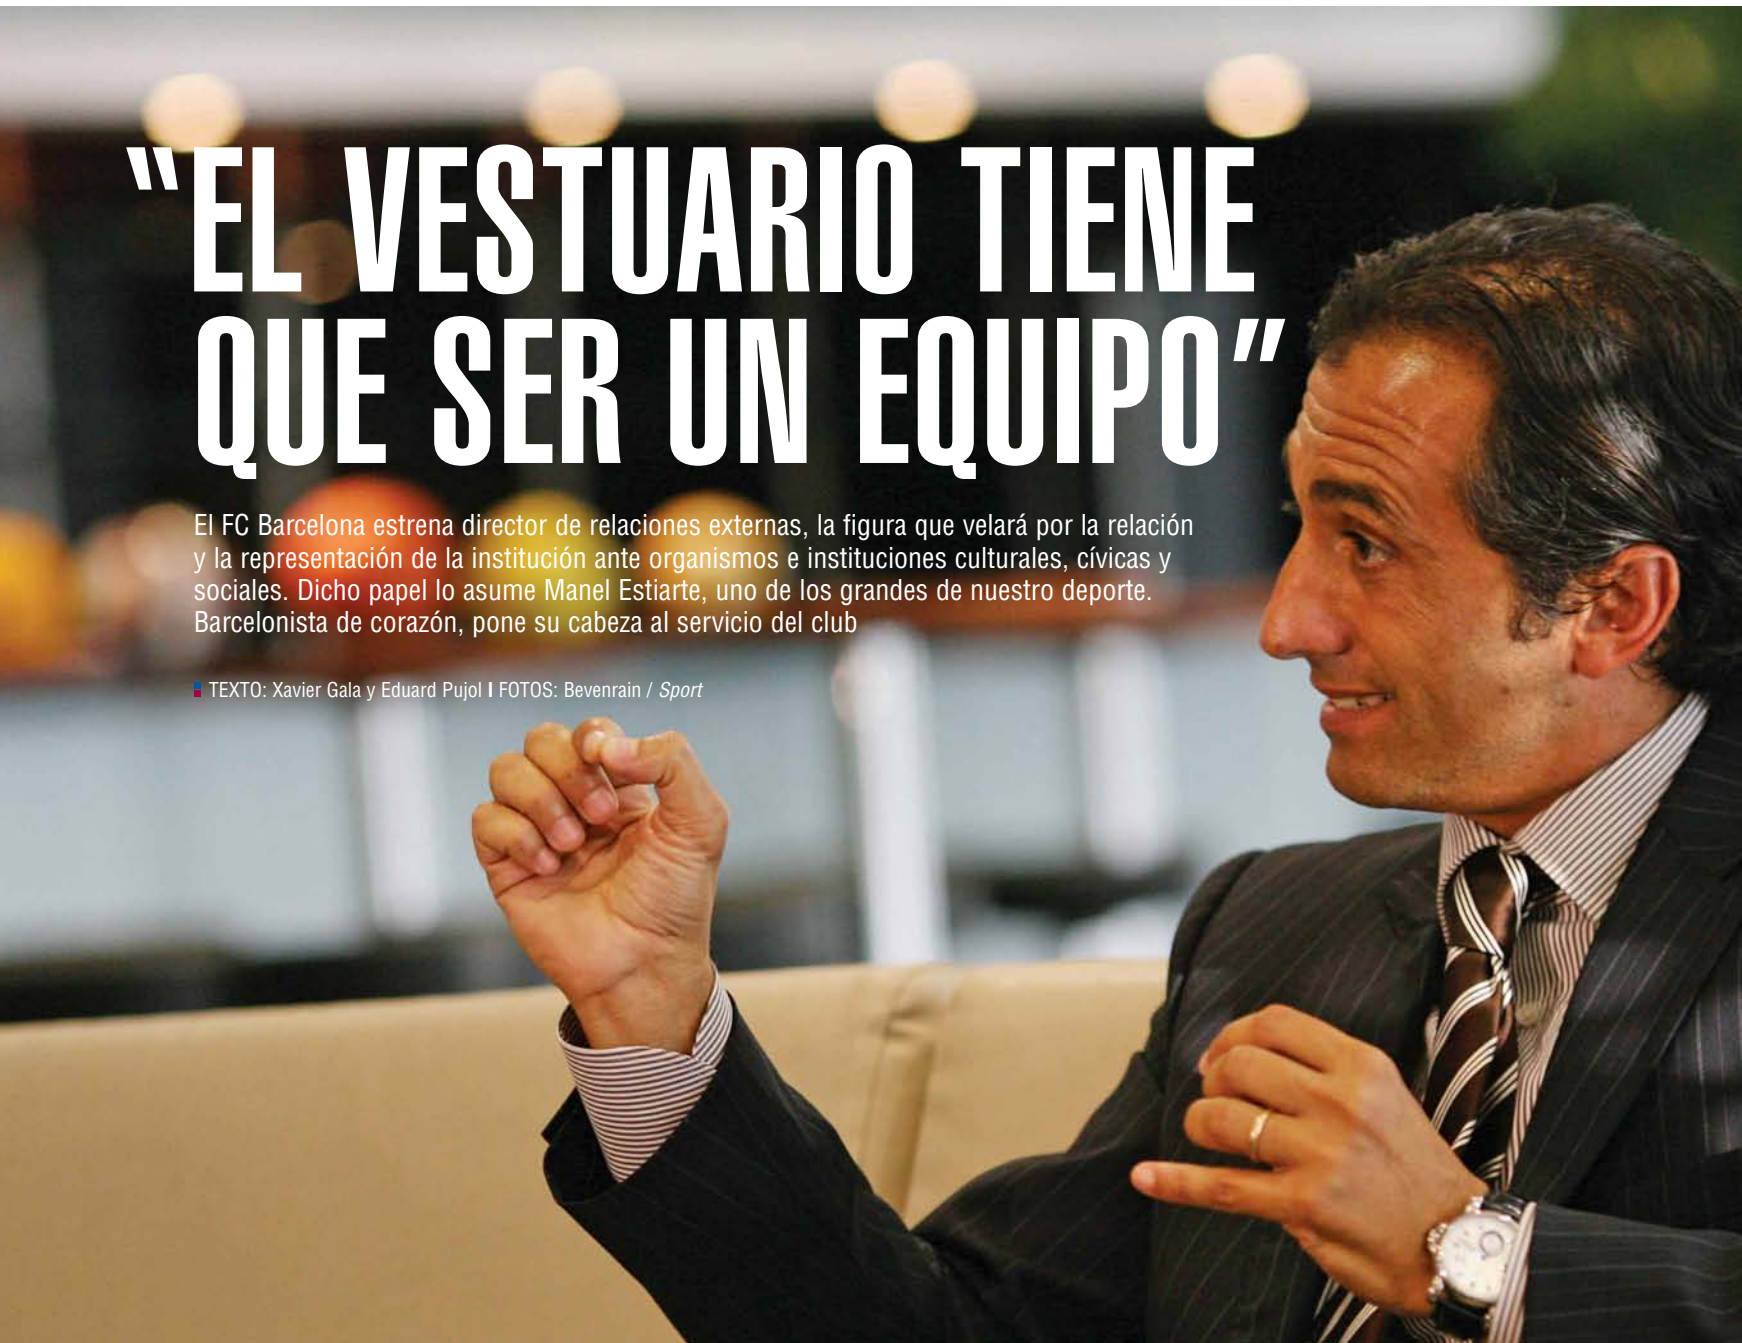 “EL VESTUARIO TIENE
QUE SER UN EQUIPO”
El FC Barcelona estrena director de relaciones externas, la figura que velará por la relación
y la representación de la institución ante organismos e instituciones culturales, cívicas y
sociales. Dicho papel lo asume Manel Estiarte, uno de los grandes de nuestro deporte.
Barcelonista de corazón, pone su cabeza al servicio del club
TEXTO: Xavier Gala y Eduard Pujol I FOTOS: Bevenrain / Sport